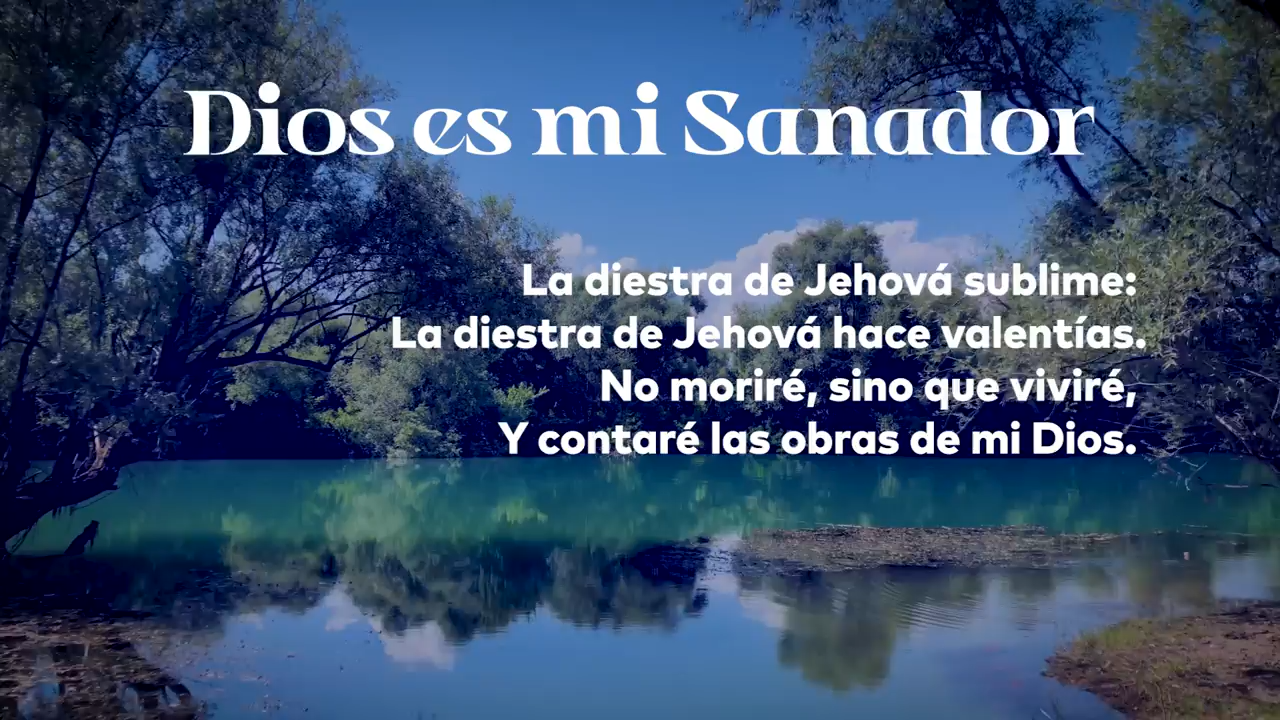 Dios es mi Sanador
La diestra de Jehová sublime:
La diestra de Jehová hace valentías.
No moriré, sino que viviré,
Y contaré las obras de mi Dios.